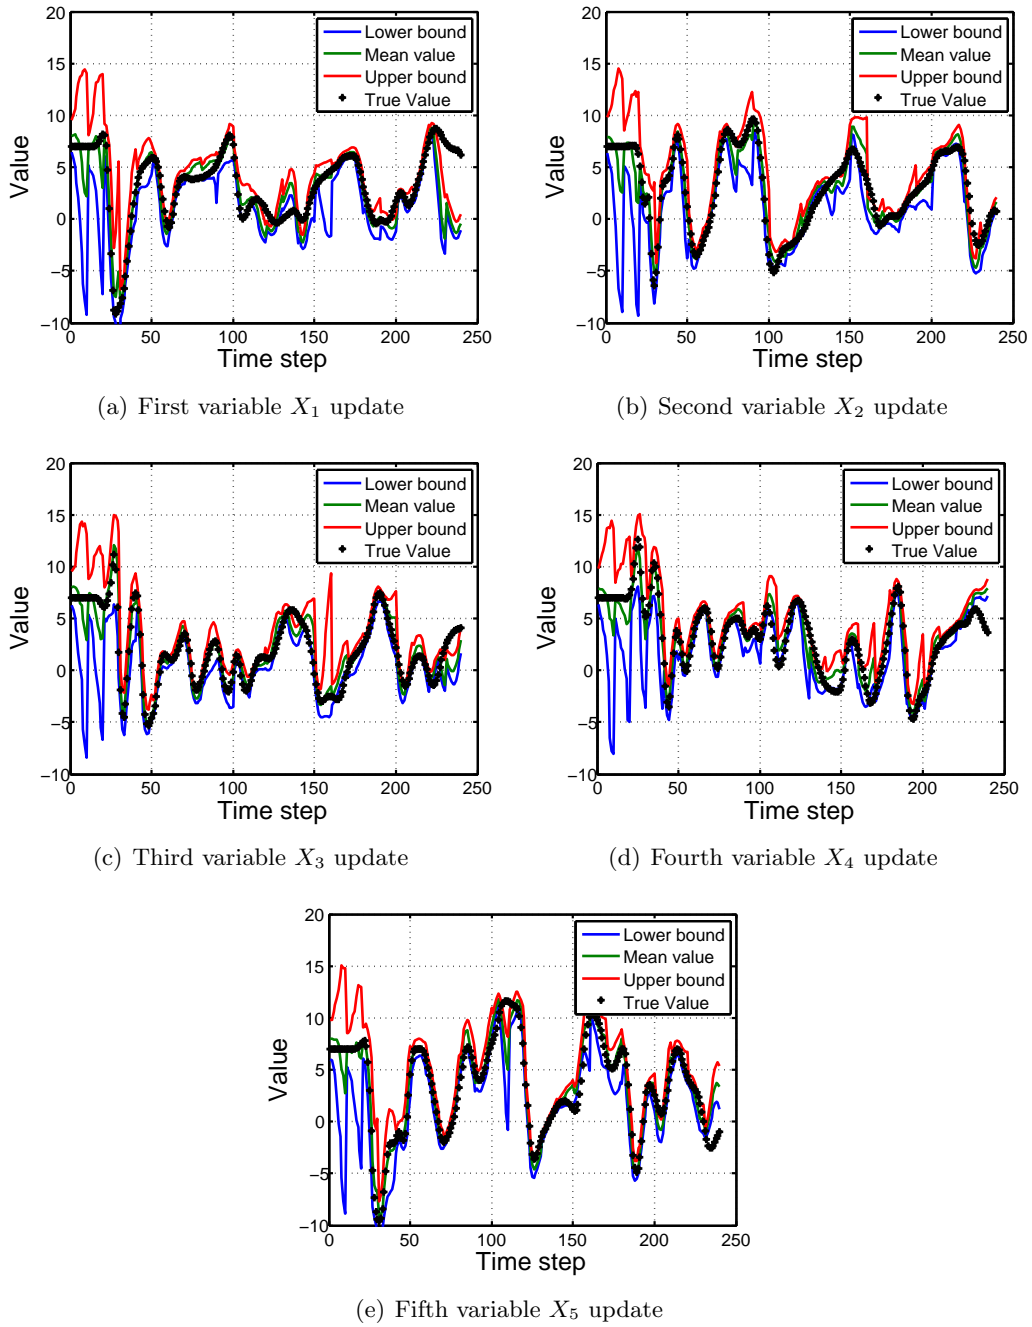 20
15
10
5
0
−5
−10
0 50 100 150 200 250
Value
Time step
Lower bound
Mean value
Upper bound
True Value
(a) First variable X1 update
20
15
10
5
0
−5
−10
0 50 100 150 200 250
Value
Time step
Lower bound
Mean value
Upper bound
True Value
(b) Second variable X2 update
20
15
10
5
0
−5
−10
0 50 100 150 200 250
Value
Time step
Lower bound
Mean value
Upper bound
True Value
(c) Third variable X3 update
20
15
10
5
0
−5
−10
0 50 100 150 200 250
Value
Time step
Lower bound
Mean value
Upper bound
True Value
(d) Fourth variable X4 update
20
15
10
5
0
−5
−10
0 50 100 150 200 250
Value
Time step
Lower bound
Mean value
Upper bound
True Value
(e) Fifth variable X5 update